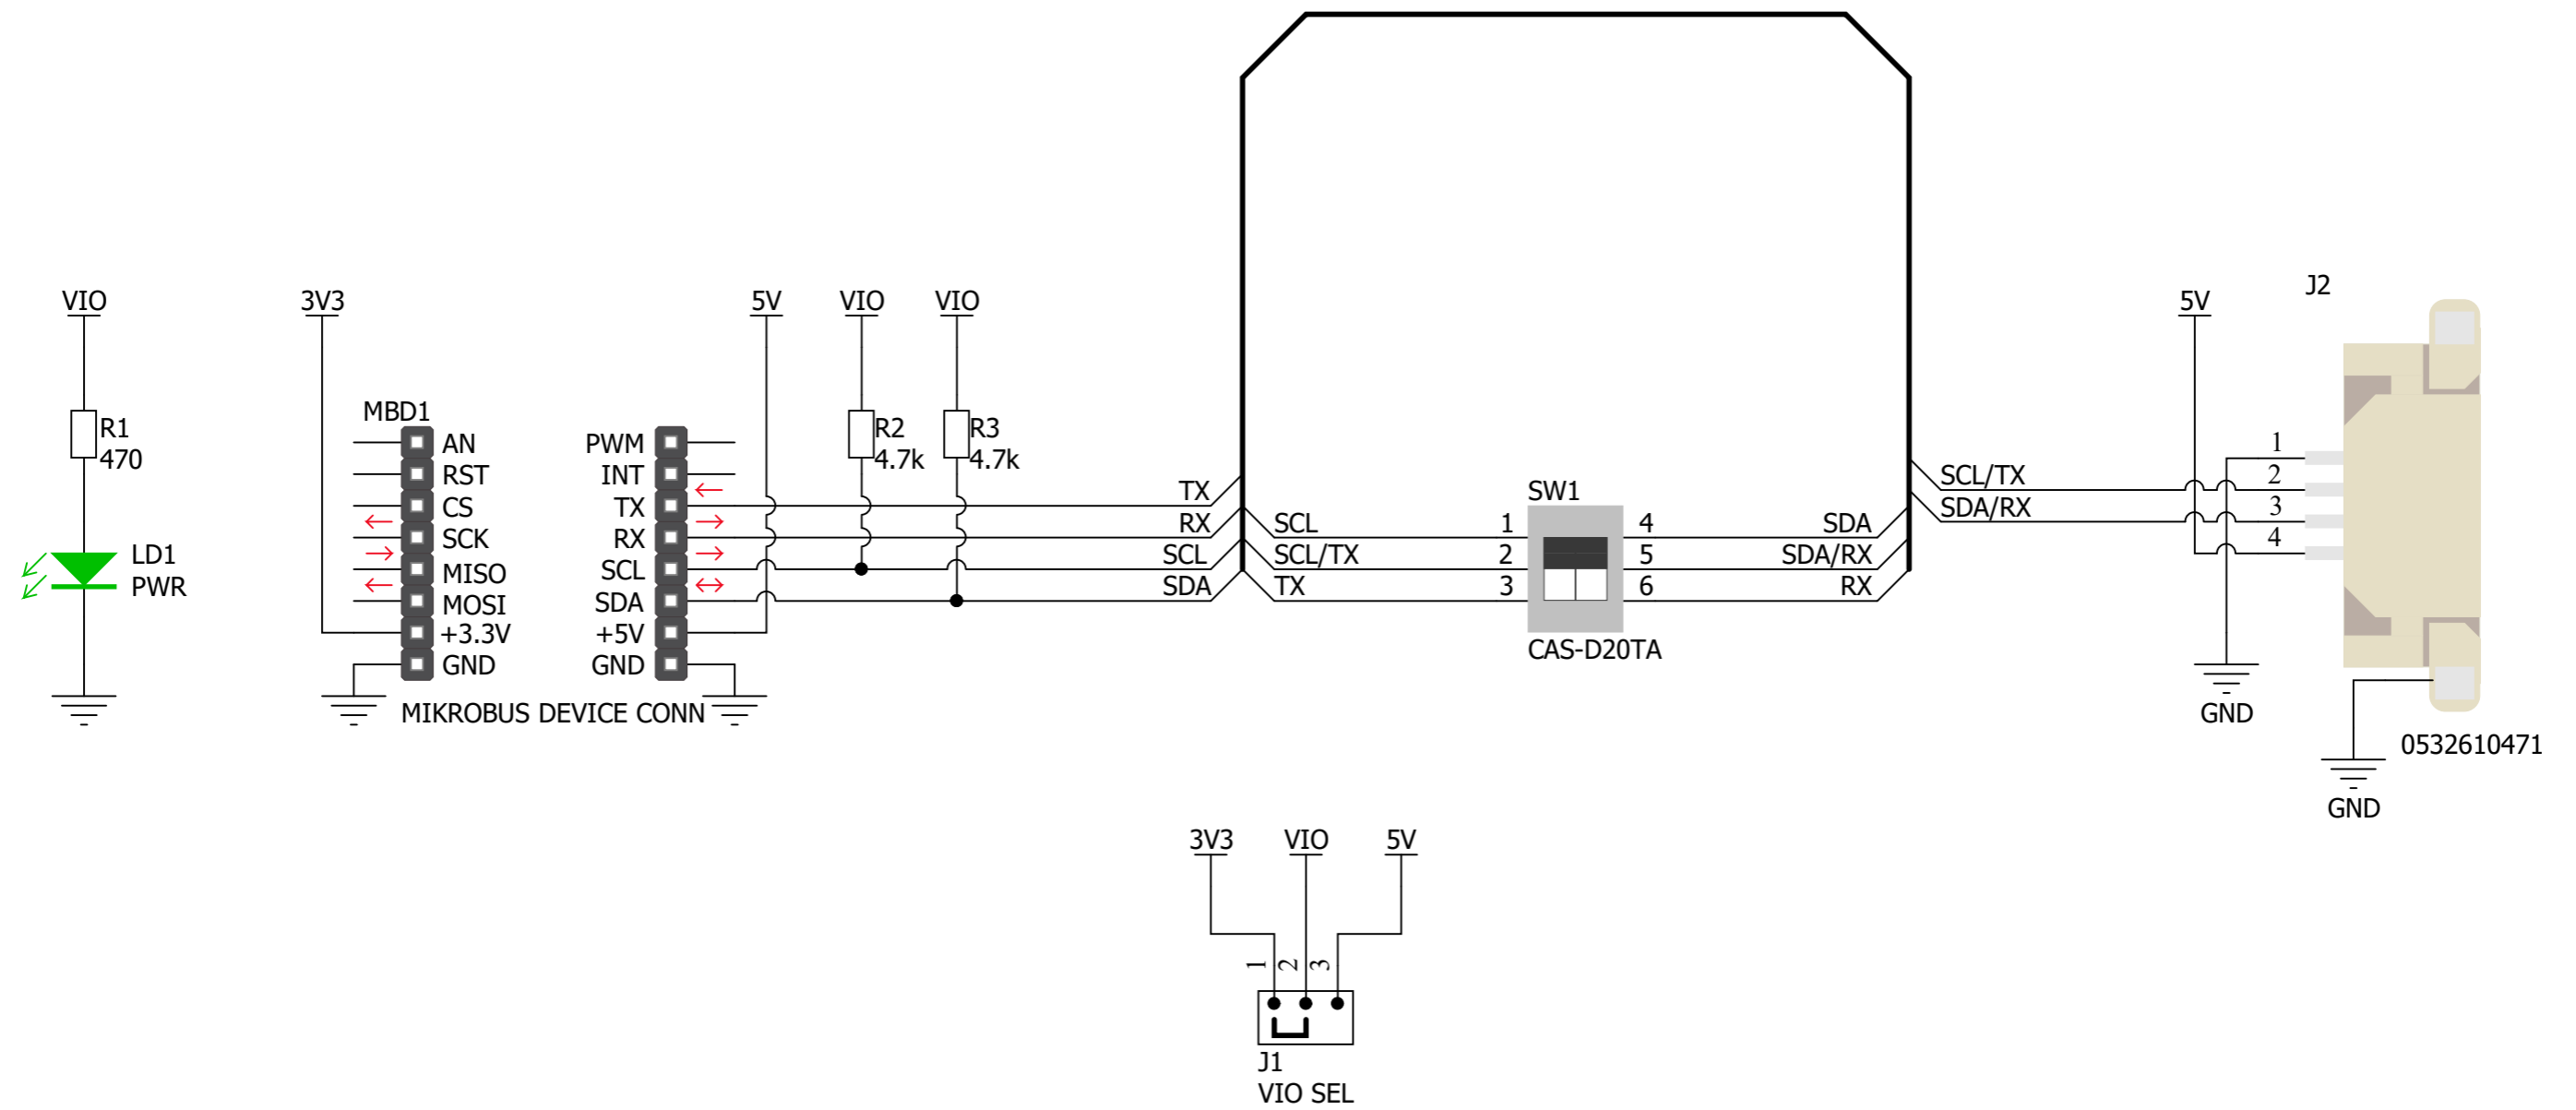 VIO
R1
470
LD1
PWR
3V3
MBD1
AN
RST
CS
SCK
MISO
MOSI
+3.3V
GND
PWM
INT
TX
RX
SCL
SDA
+5V
GND
MIKROBUS DEVICE CONN
5V
VIO
VIO
R2
4.7k
R3
4.7k
TX
RX
SCL
SDA
SCL
SCL/TX
TX
SW1
1
2
3
4
5
6
CAS-D20TA
SDA
SDA/RX
RX
SCL/TX
SDA/RX
5V
J2
1
2
3
4
GND
0532610471
GND
3V3
VIO
5V
1
2
3
J1
VIO SEL